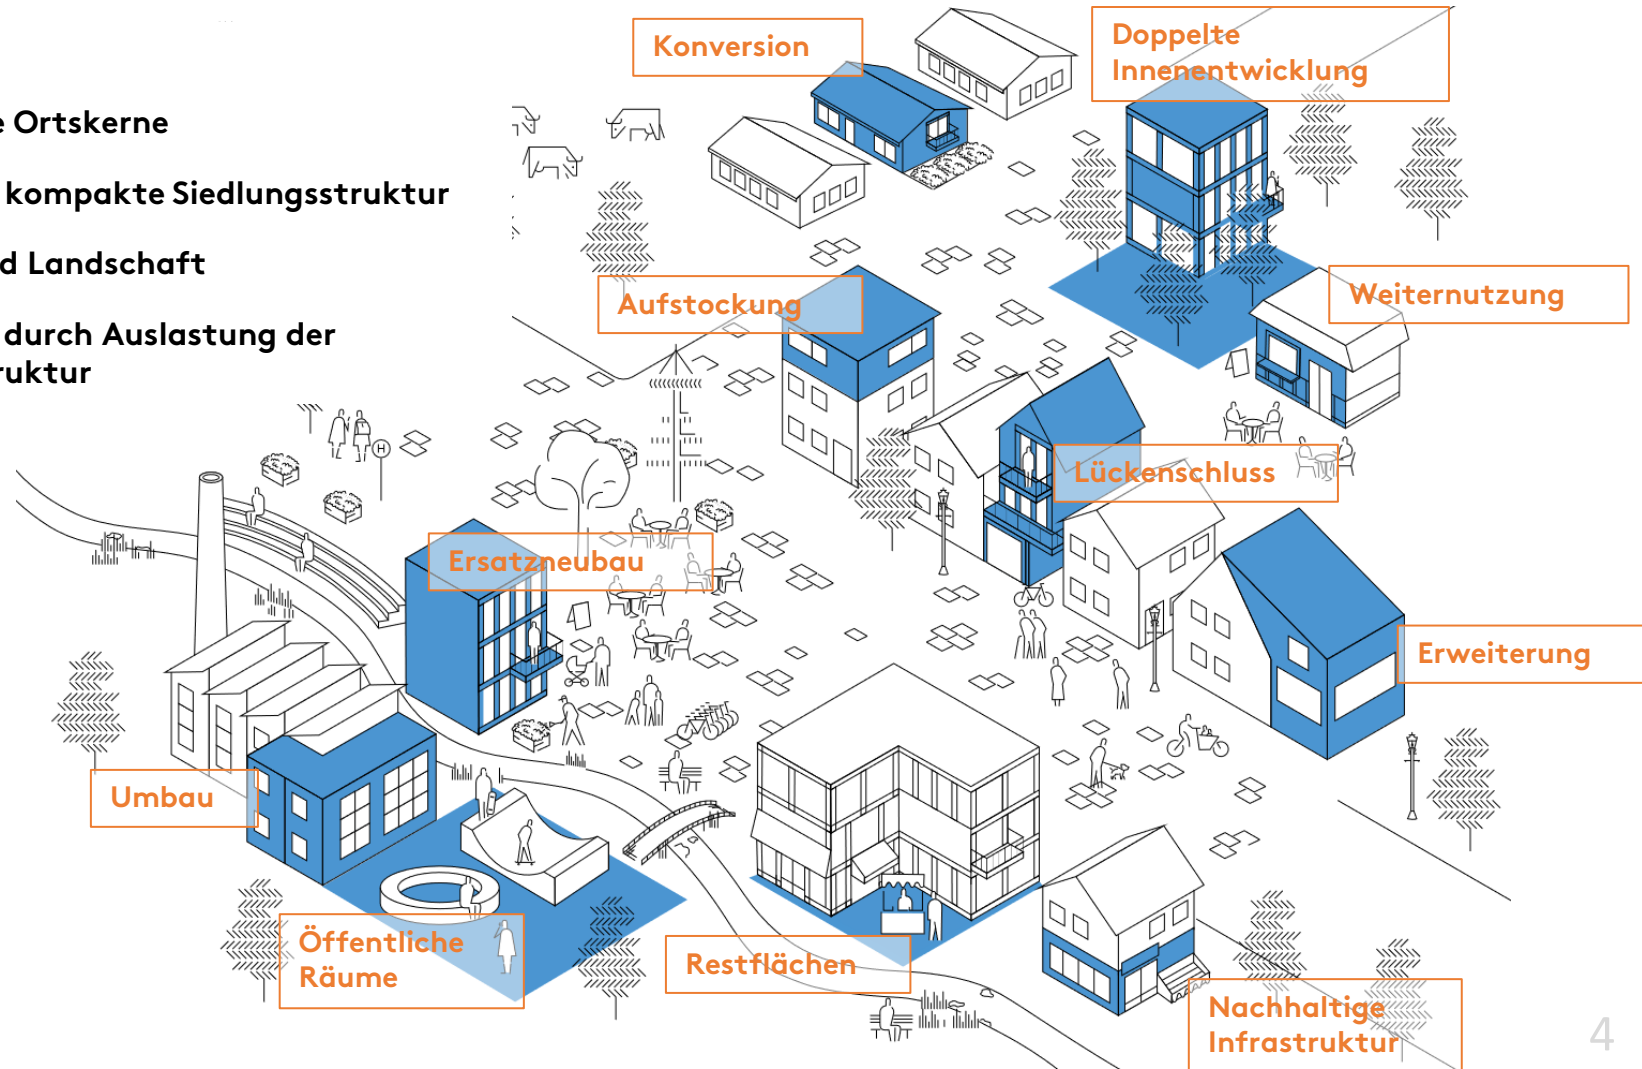 e Ortskerne
kompakte Siedlungsstruktur
d Landschaft
durch Auslastung der
ruktur
Konversion
Doppelte
Innenentwicklung
Aufstockung
Weiternutzung
Lückenschluss
H
Ersatzneubau
Erweiterung
Umbau
Öffentliche
Räume
Restflächen
Nachhaltige
Infrastruktur
4